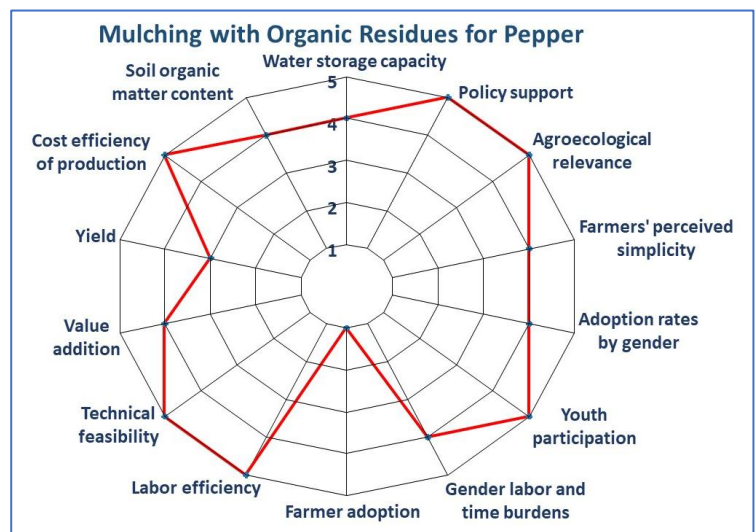 Mulching with Organic Residues for Pepper
Water storage capacity
Soil organic
matter content
Policy support
Cost efficiency
of production
Agroecological
relevance
5
4
3
2
1
Yield
Farmers' perceived
simplicity
Value
addition
Adoption rates
by gender
Technical
feasibility
Youth
participation
Labor efficiency
Farmer adoption
Gender labor and
time burdens